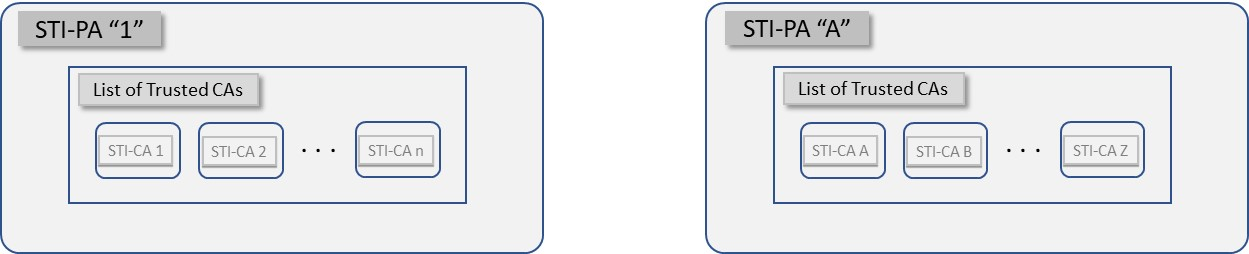 STI-PA “1”
List of Trusted CAs
STI-CA 1
STI-CA 2
. . .
STI-CA n
STI-PA “A”
List of Trusted CAs
STI-CA A
STI-CA B
. . .
STI-CA Z